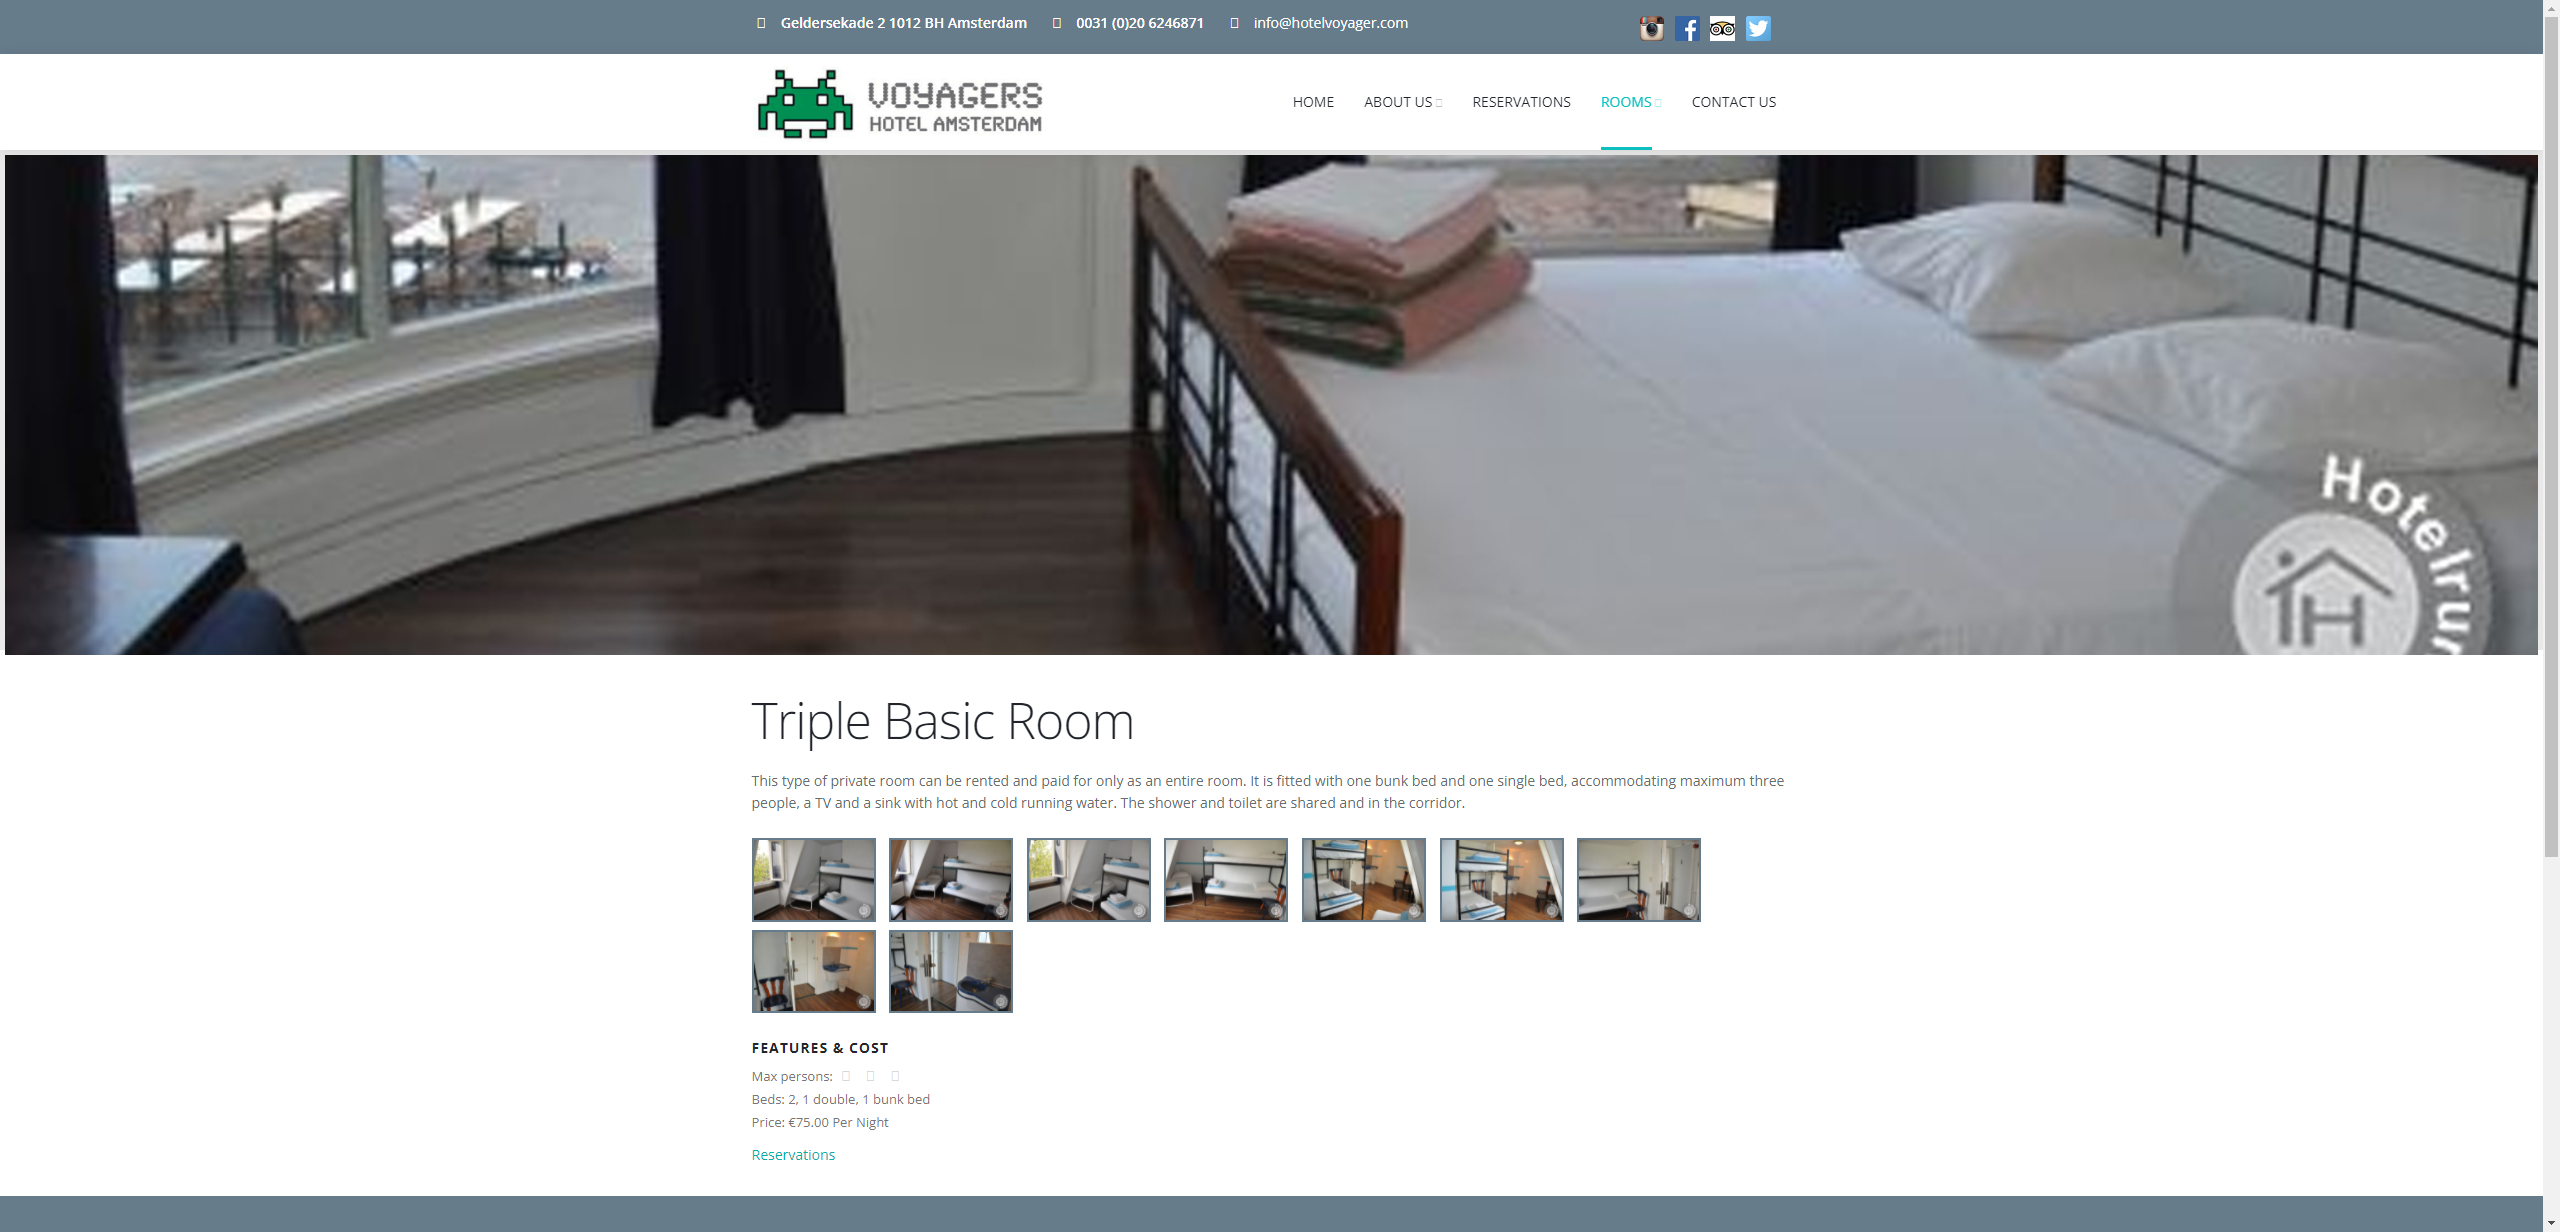 Geldersekade 2 1012 BH Amsterdam 0031 (0)20 6246871 info@hotelvoyager.com
VOYAGERS
HOTEL AMSTERDAM
HOME ABOUT US RESERVATIONS ROOMS CONTACT US
Hotelru
H
Triple Basic Room
This type of private room can be rented and paid for only as an entire room. It is fitted with one bunk bed and one single bed, accommodating maximum three
people, a TV and a sink with hot and cold running water. The shower and toilet are shared and in the corridor.
FEATURES & COST
Max persons:
Beds: 2, 1 double, 1 bunk bed
Price: €75.00 Per Night
Reservations